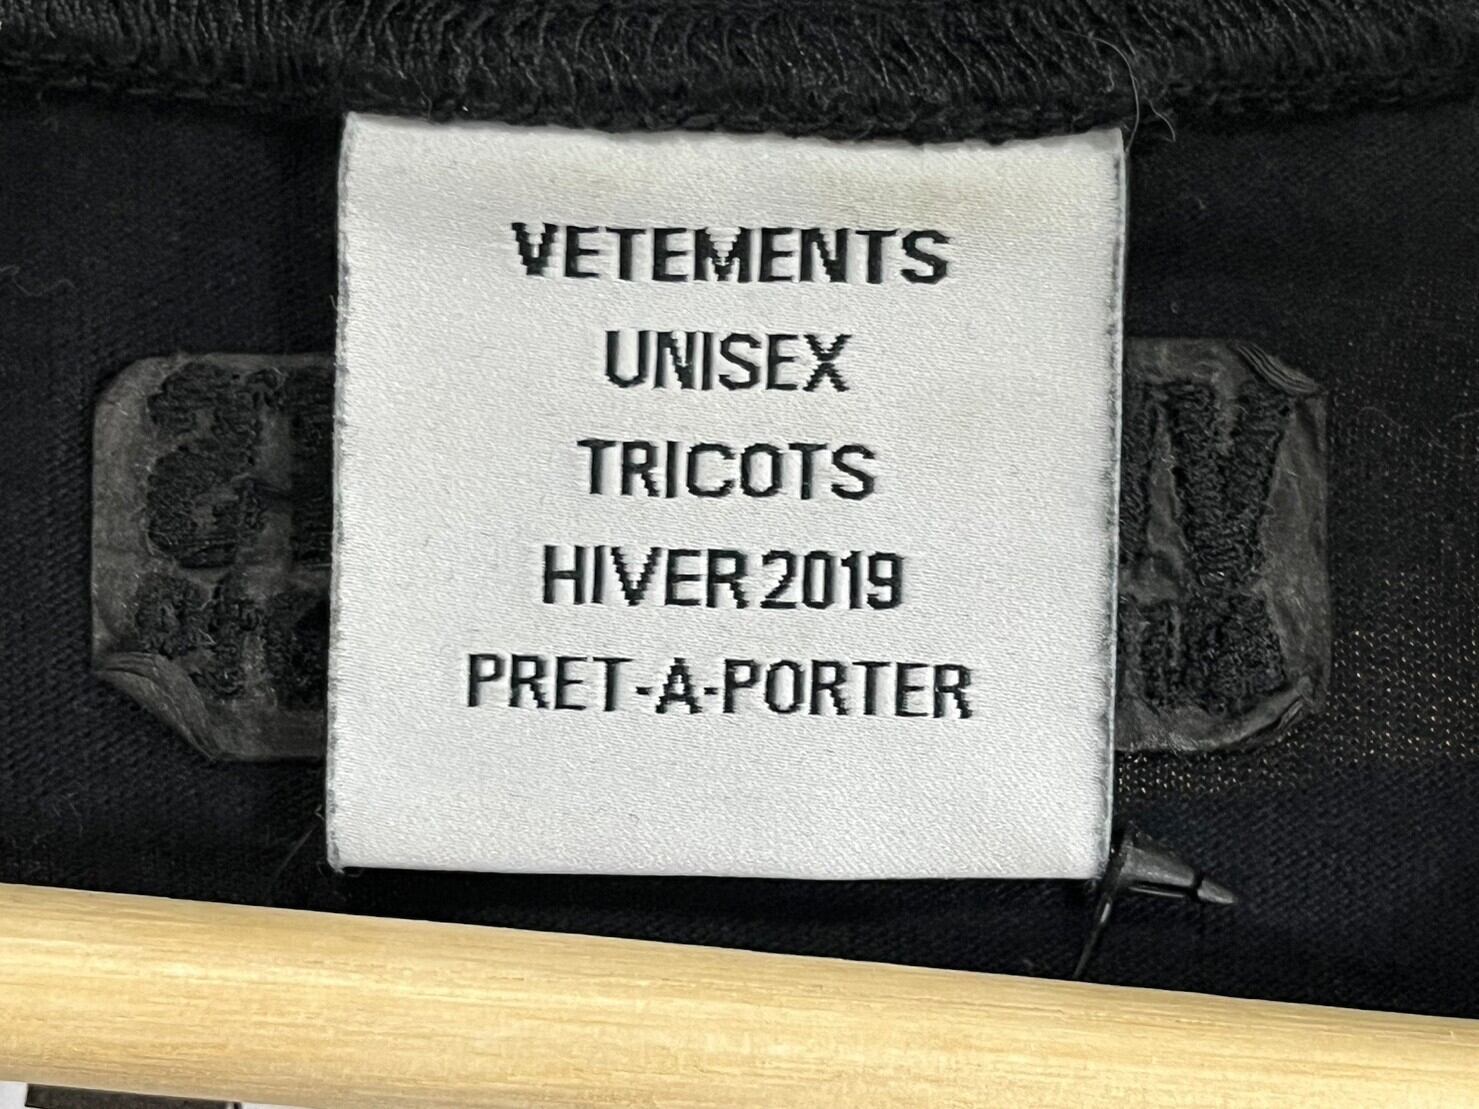 VETEMENTS
UNISEX
TRICOTS
HIVER 2019
PRET-A-PORTER